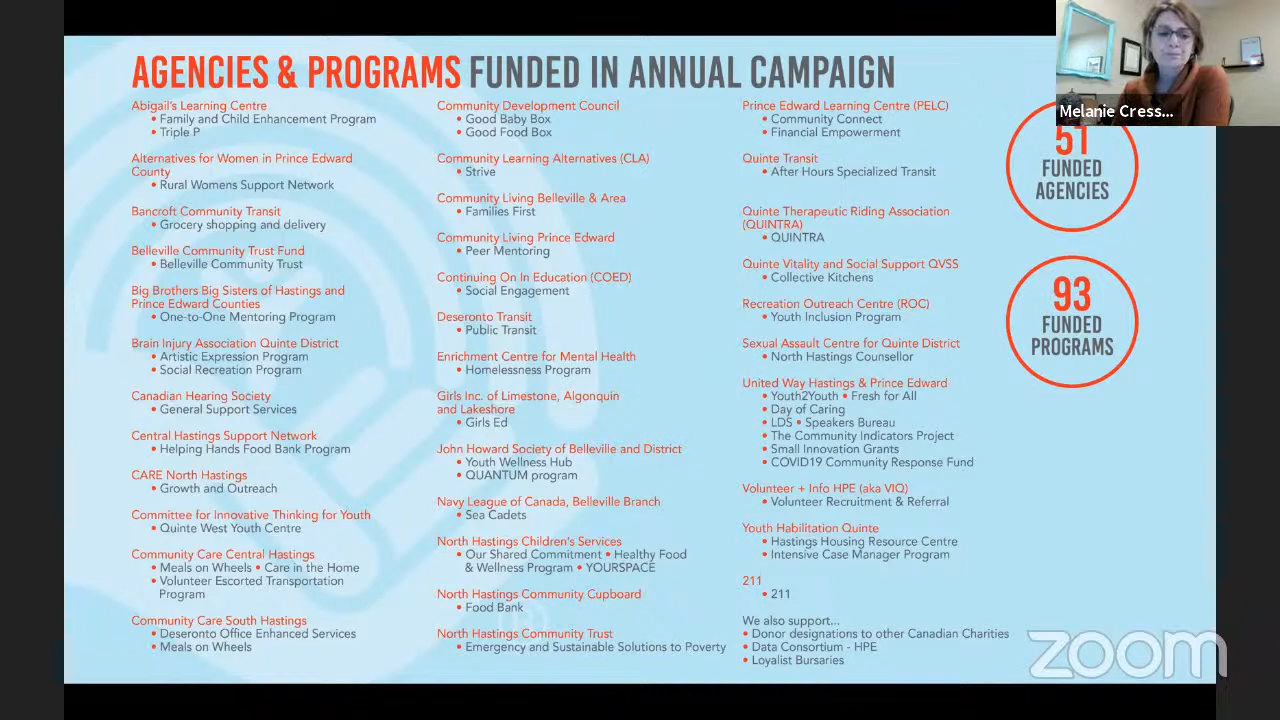 AGENCIES & PROGRAMS FUNDED IN ANNUAL CAMPAIGN
Abigail's Learning Centre
• Family and Child Enhancement Program
• Triple P
Alternatives for Women in Prince Edward
County
• Rural Womens Support Network
Bancroft Community Transit
• Grocery shopping and delivery
Belleville Community Trust Fund
• Belleville Community Trust
Big Brothers Big Sisters of Hastings and
Prince Edward Counties
• One-to-One Mentoring Program
Brain Injury Association Quinte District
• Artistic Expression Program
• Social Recreation Program
Canadian Hearing Society
• General Support Services
Central Hastings Support Network
• Helping Hands Food Bank Program
CARE North Hastings
• Growth and Outreach
Committee for Innovative Thinking for Youth
• Quinte West Youth Centre
Community Care Central Hastings
• Meals on Wheels • Care in the Home
• Volunteer Escorted Transportation
Program
Community Care South Hastings
• Deseronto Office Enhanced Services
• Meals on Wheels
Community Development Council
• Good Baby Box
• Good Food Box
Community Learning Alternatives (CLA)
• Strive
Community Living Belleville & Area
• Families First
Community Living Prince Edward
• Peer Mentoring
Continuing On In Education (COED)
• Social Engagement
Deseronto Transit
• Public Transit
Enrichment Centre for Mental Health
• Homelessness Program
Girls Inc. of Limestone, Algonquin
and Lakeshore
• Girls Ed
John Howard Society of Belleville and District
• Youth Wellness Hub
• QUANTUM program
Navy League of Canada, Belleville Branch
• Sea Cadets
North Hastings Children's Services
• Our Shared Commitment • Healthy Food
& Wellness Program • YOURSPACE
North Hastings Community Cupboard
• Food Bank
North Hastings Community Trust
• Emergency and Sustainable Solutions to Poverty
Prince Edward Learning Centre (PELC)
• Community Connect
• Financial Empowerment
Quinte Transit
• After Hours Specialized Transit
Quinte Therapeutic Riding Association
(QUINTRA)
• QUINTRA
Quinte Vitality and Social Support QVSS
• Collective Kitchens
Recreation Outreach Centre (ROC)
• Youth Inclusion Program
Sexual Assault Centre for Quinte District
• North Hastings Counsellor
United Way Hastings & Prince Edward
• Youth2Youth • Fresh for All
• Day of Caring
• LDS • Speakers Bureau
• The Community Indicators Project
• Small Innovation Grants
• COVID19 Community Response Fund
Volunteer + Info HPE (aka VIQ)
• Volunteer Recruitment & Referral
Youth Habilitation Quinte
• Hastings Housing Resource Centre
• Intensive Case Manager Program
211
• 211
We also support...
• Donor designations to other Canadian Charities
• Data Consortium - HPE
• Loyalist Bursaries
Melanie Cress...
51
FUNDED
AGENCIES
93
FUNDED
PROGRAMS
zoom